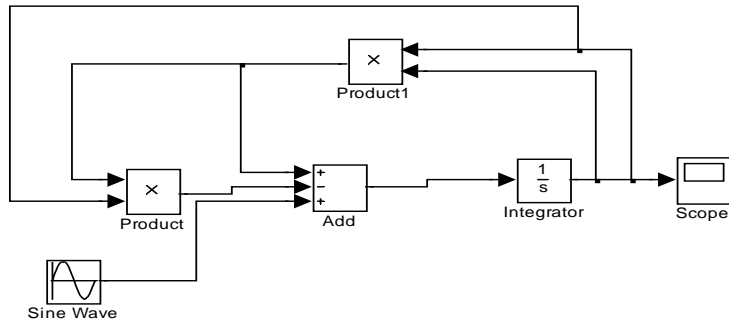 ×
Product1
×
Product
+
−
+
Add
1
s
Integrator
Scope
Sine Wave